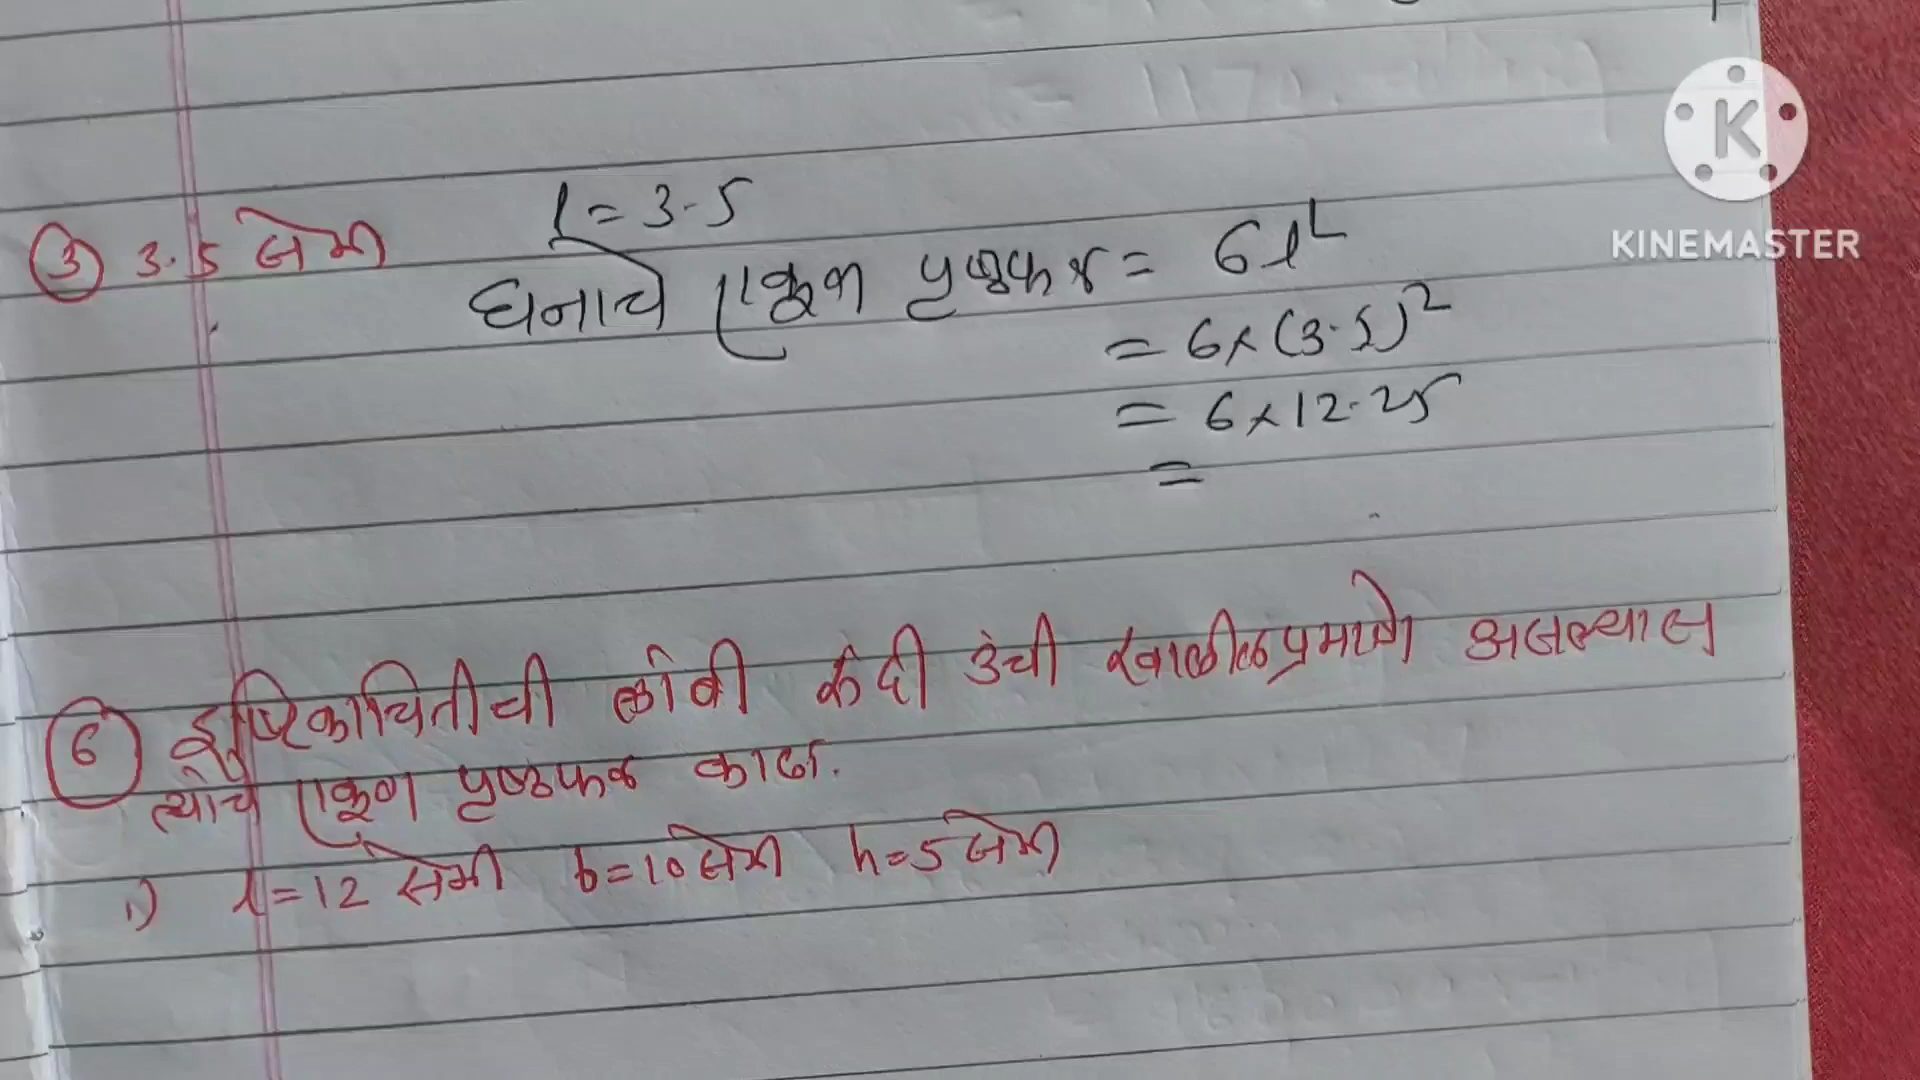 ③ 3.5 सेमी
l = 3.5
घनाचे एकूण पृष्ठफळ = 6l²
= 6 × (3.5)²
= 6 × 12.25
=
⑥ इष्टिकाचितीची लांबी रूंदी उंची खालीलप्रमाणे असल्यास
त्यांचे एकूण पृष्ठफळ काढा.
1) l = 12 सेमी b = 10 सेमी h = 5 सेमी
K
KINEMASTER